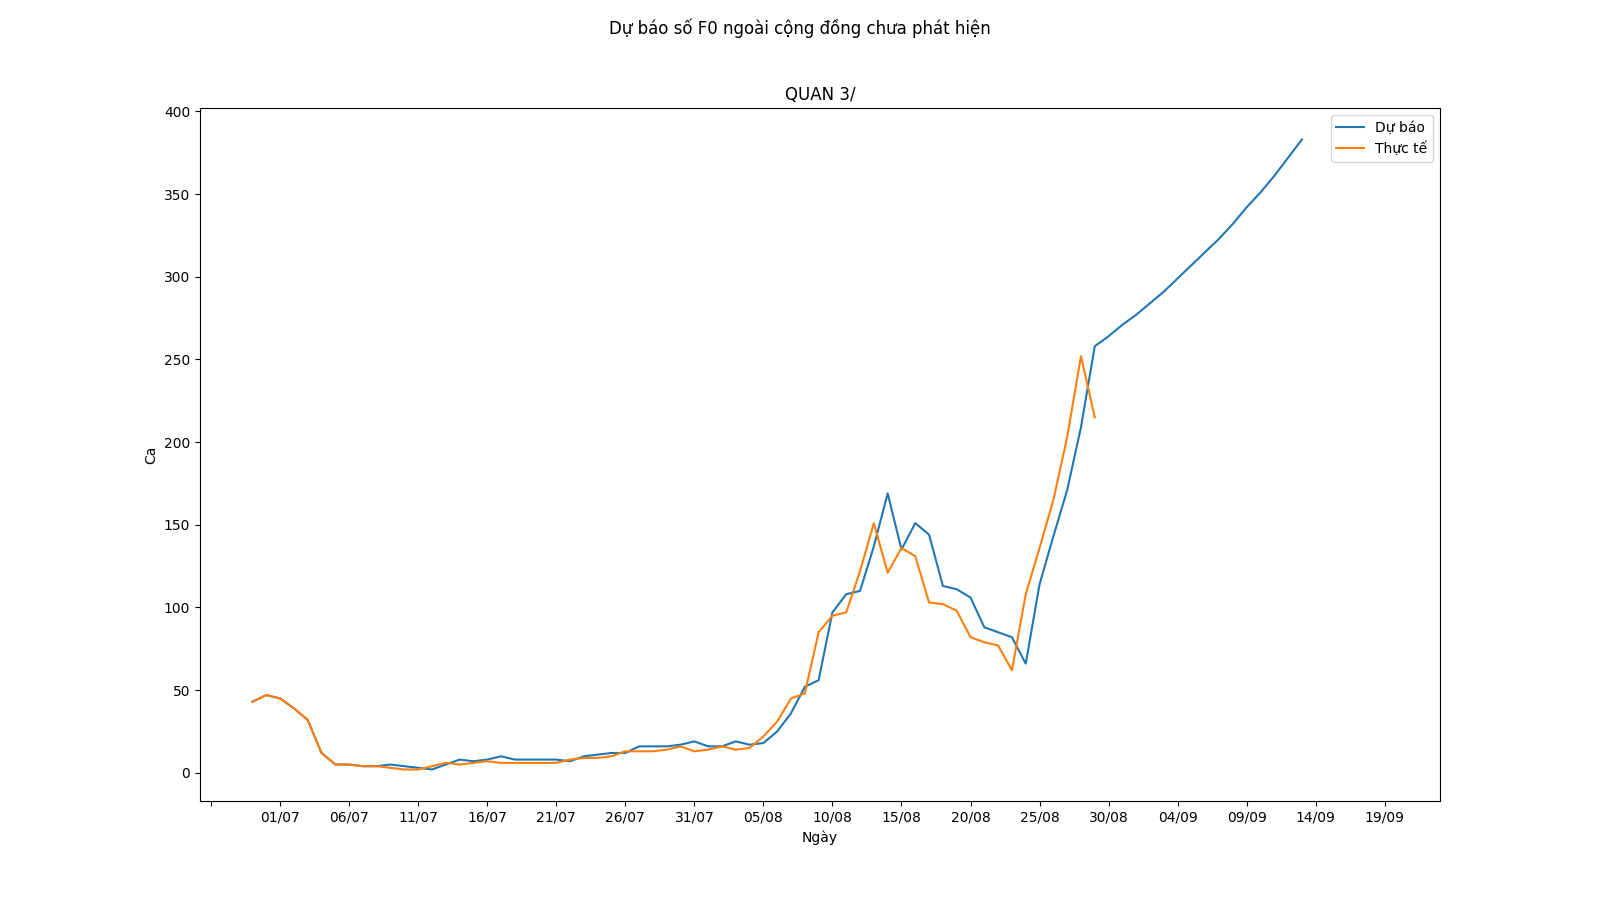 Dự báo số F0 ngoài cộng đồng chưa phát hiện
QUAN 3/
400
350
300
250
200
150
100
50
0
Ca
Dự báo
Thực tế
01/07 06/07 11/07 16/07 21/07 26/07 31/07 05/08 10/08 15/08 20/08 25/08 30/08 04/09 09/09 14/09 19/09
Ngày